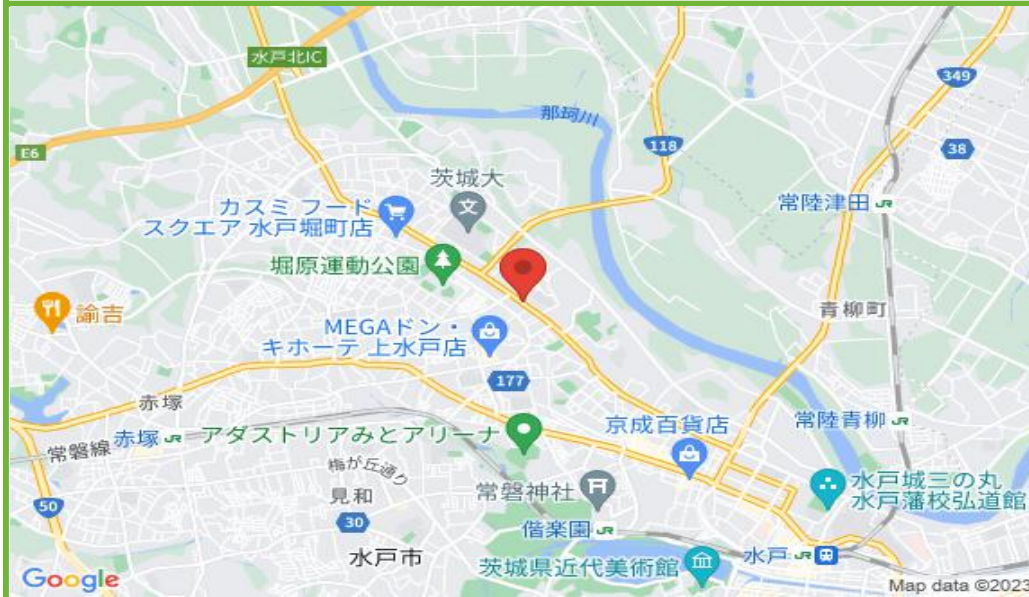 水戸北IC
349
那珂川
118
38
E6
茨城大
文
カスミ フード
スクエア 水戸堀町店
常陸津田 JR
堀原運動公園
諭吉
青柳町
MEGAドン・
キホーテ 上水戸店
177
赤塚
京成百貨店
常陸青柳 JR
赤塚 JR
アダストリアみとアリーナ
常磐線
梅が丘通り
水戸城三の丸
水戸藩校弘道館
見和
常磐神社
50
30
偕楽園 JR
水戸市
茨城県近代美術館
水戸 JR
Google
Map data ©2023